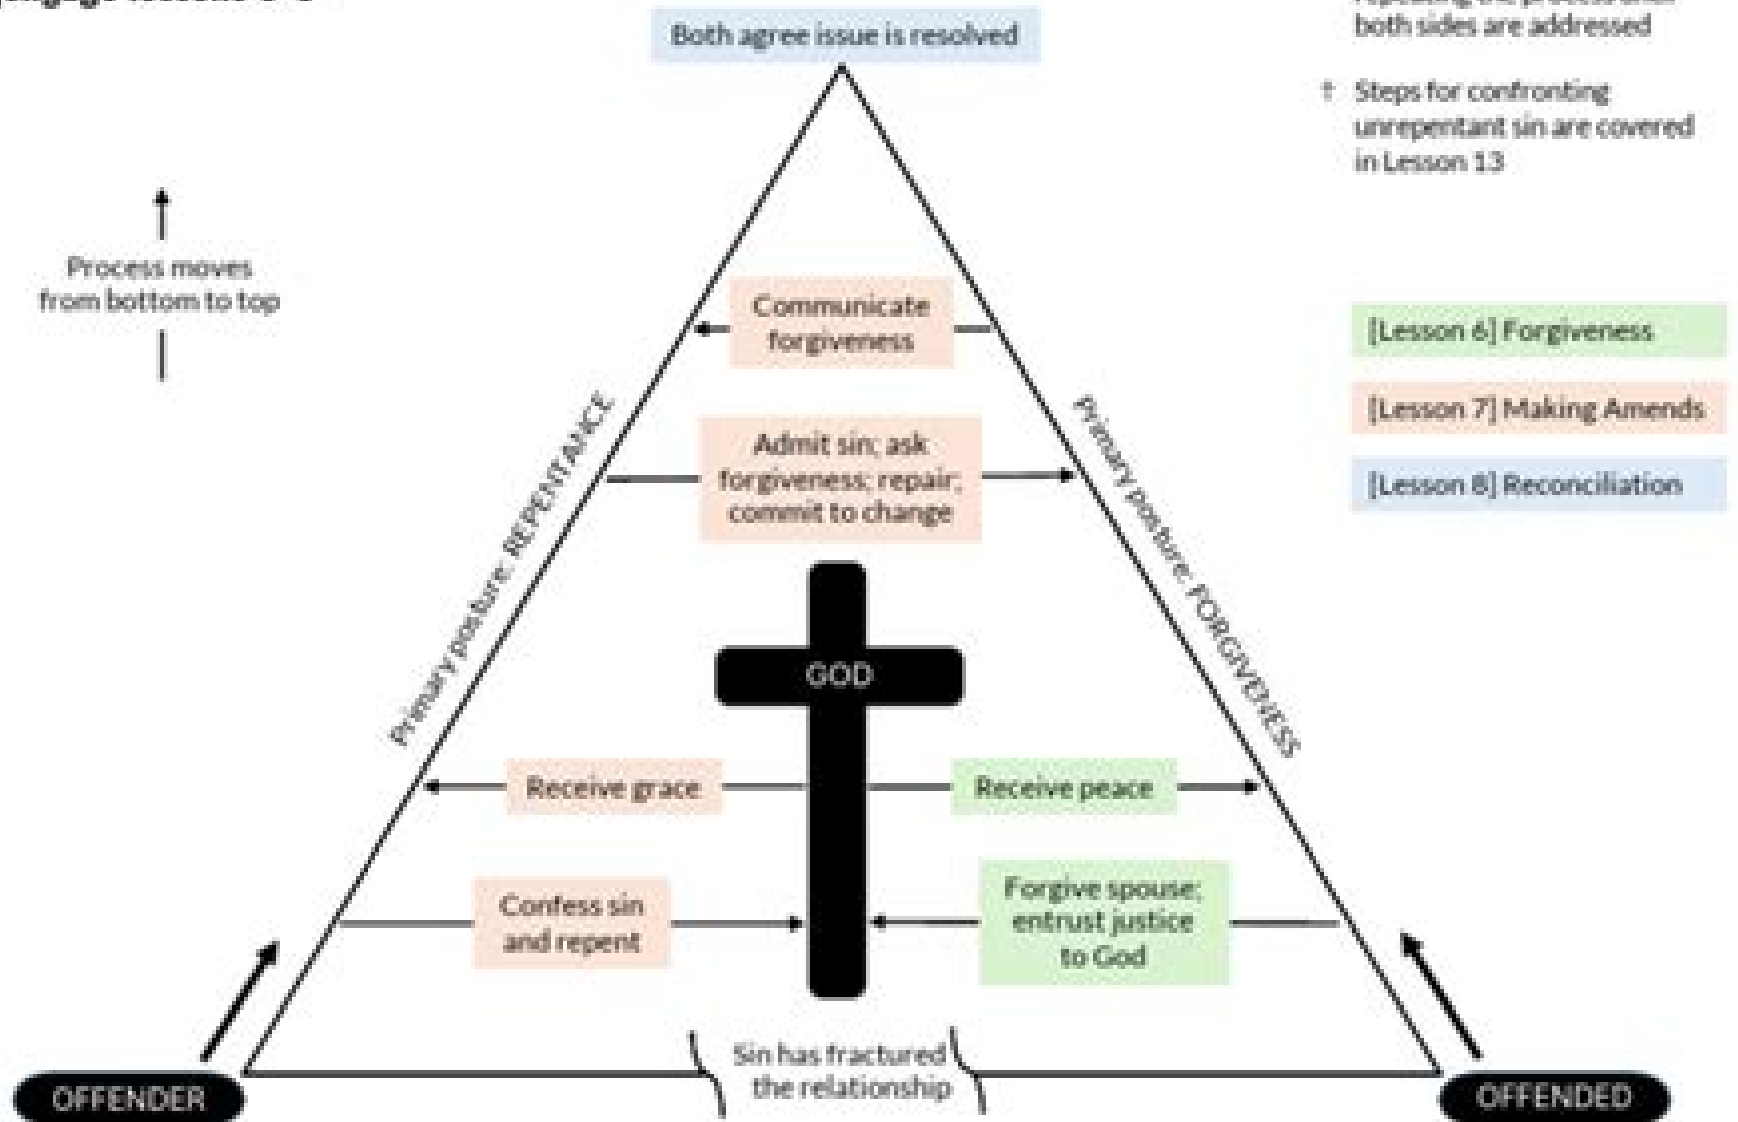 both sides are addressed
† Steps for confronting
unrepentant sin are covered
in Lesson 13
Both agree issue is resolved
Process moves
from bottom to top
Communicate
forgiveness
[Lesson 6] Forgiveness
[Lesson 7] Making Amends
[Lesson 8] Reconciliation
Admit sin; ask
forgiveness; repair;
commit to change
Primary posture: REPENTANCE
Primary posture: FORGIVENESS
GOD
Receive grace
Receive peace
Confess sin
and repent
Forgive spouse;
entrust justice
to God
Sin has fractured
the relationship
OFFENDER
OFFENDED